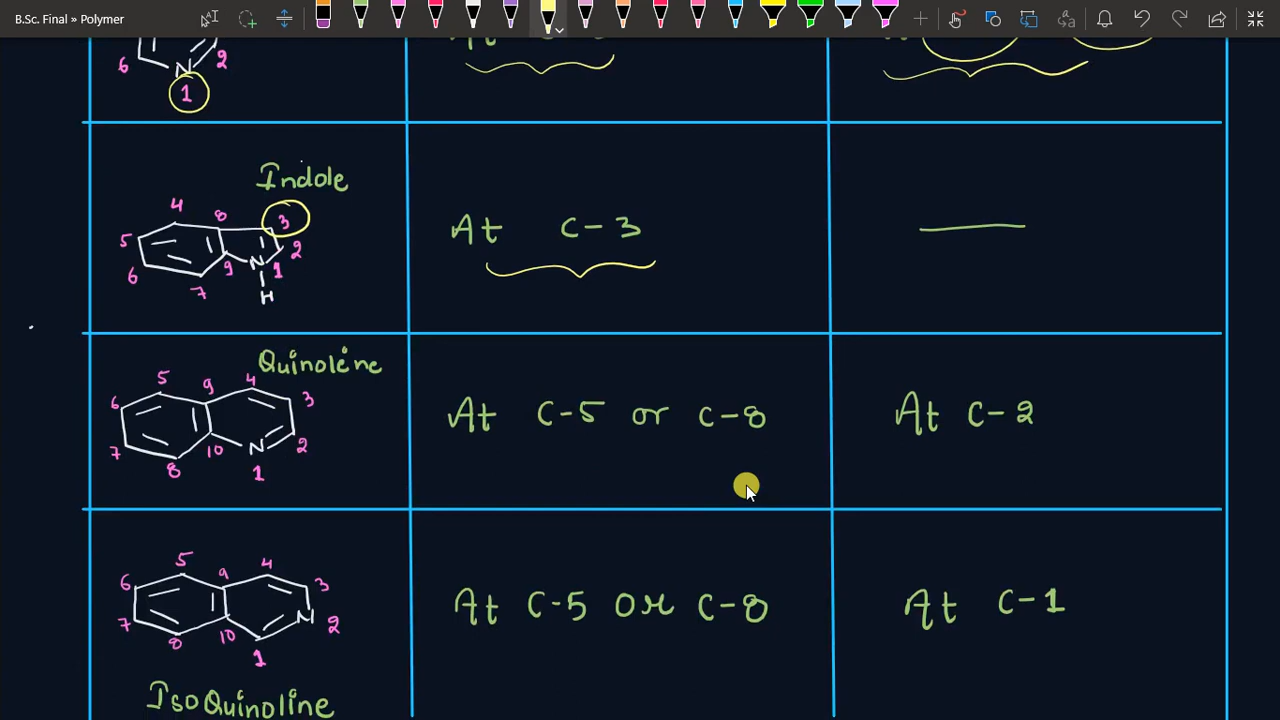 B.Sc. Final » Polymer
6 N 2
1
Indole
4 8 3
5 2
6 9 N 1
7 H
At C-3
Quinoline
5 9 4
6 3
7 10 N 2
8 1
At C-5 or C-8
At C-2
5 9 4
6 3
7 N 2
8 10 1
IsoQuinoline
At C-5 or C-8
At C-1